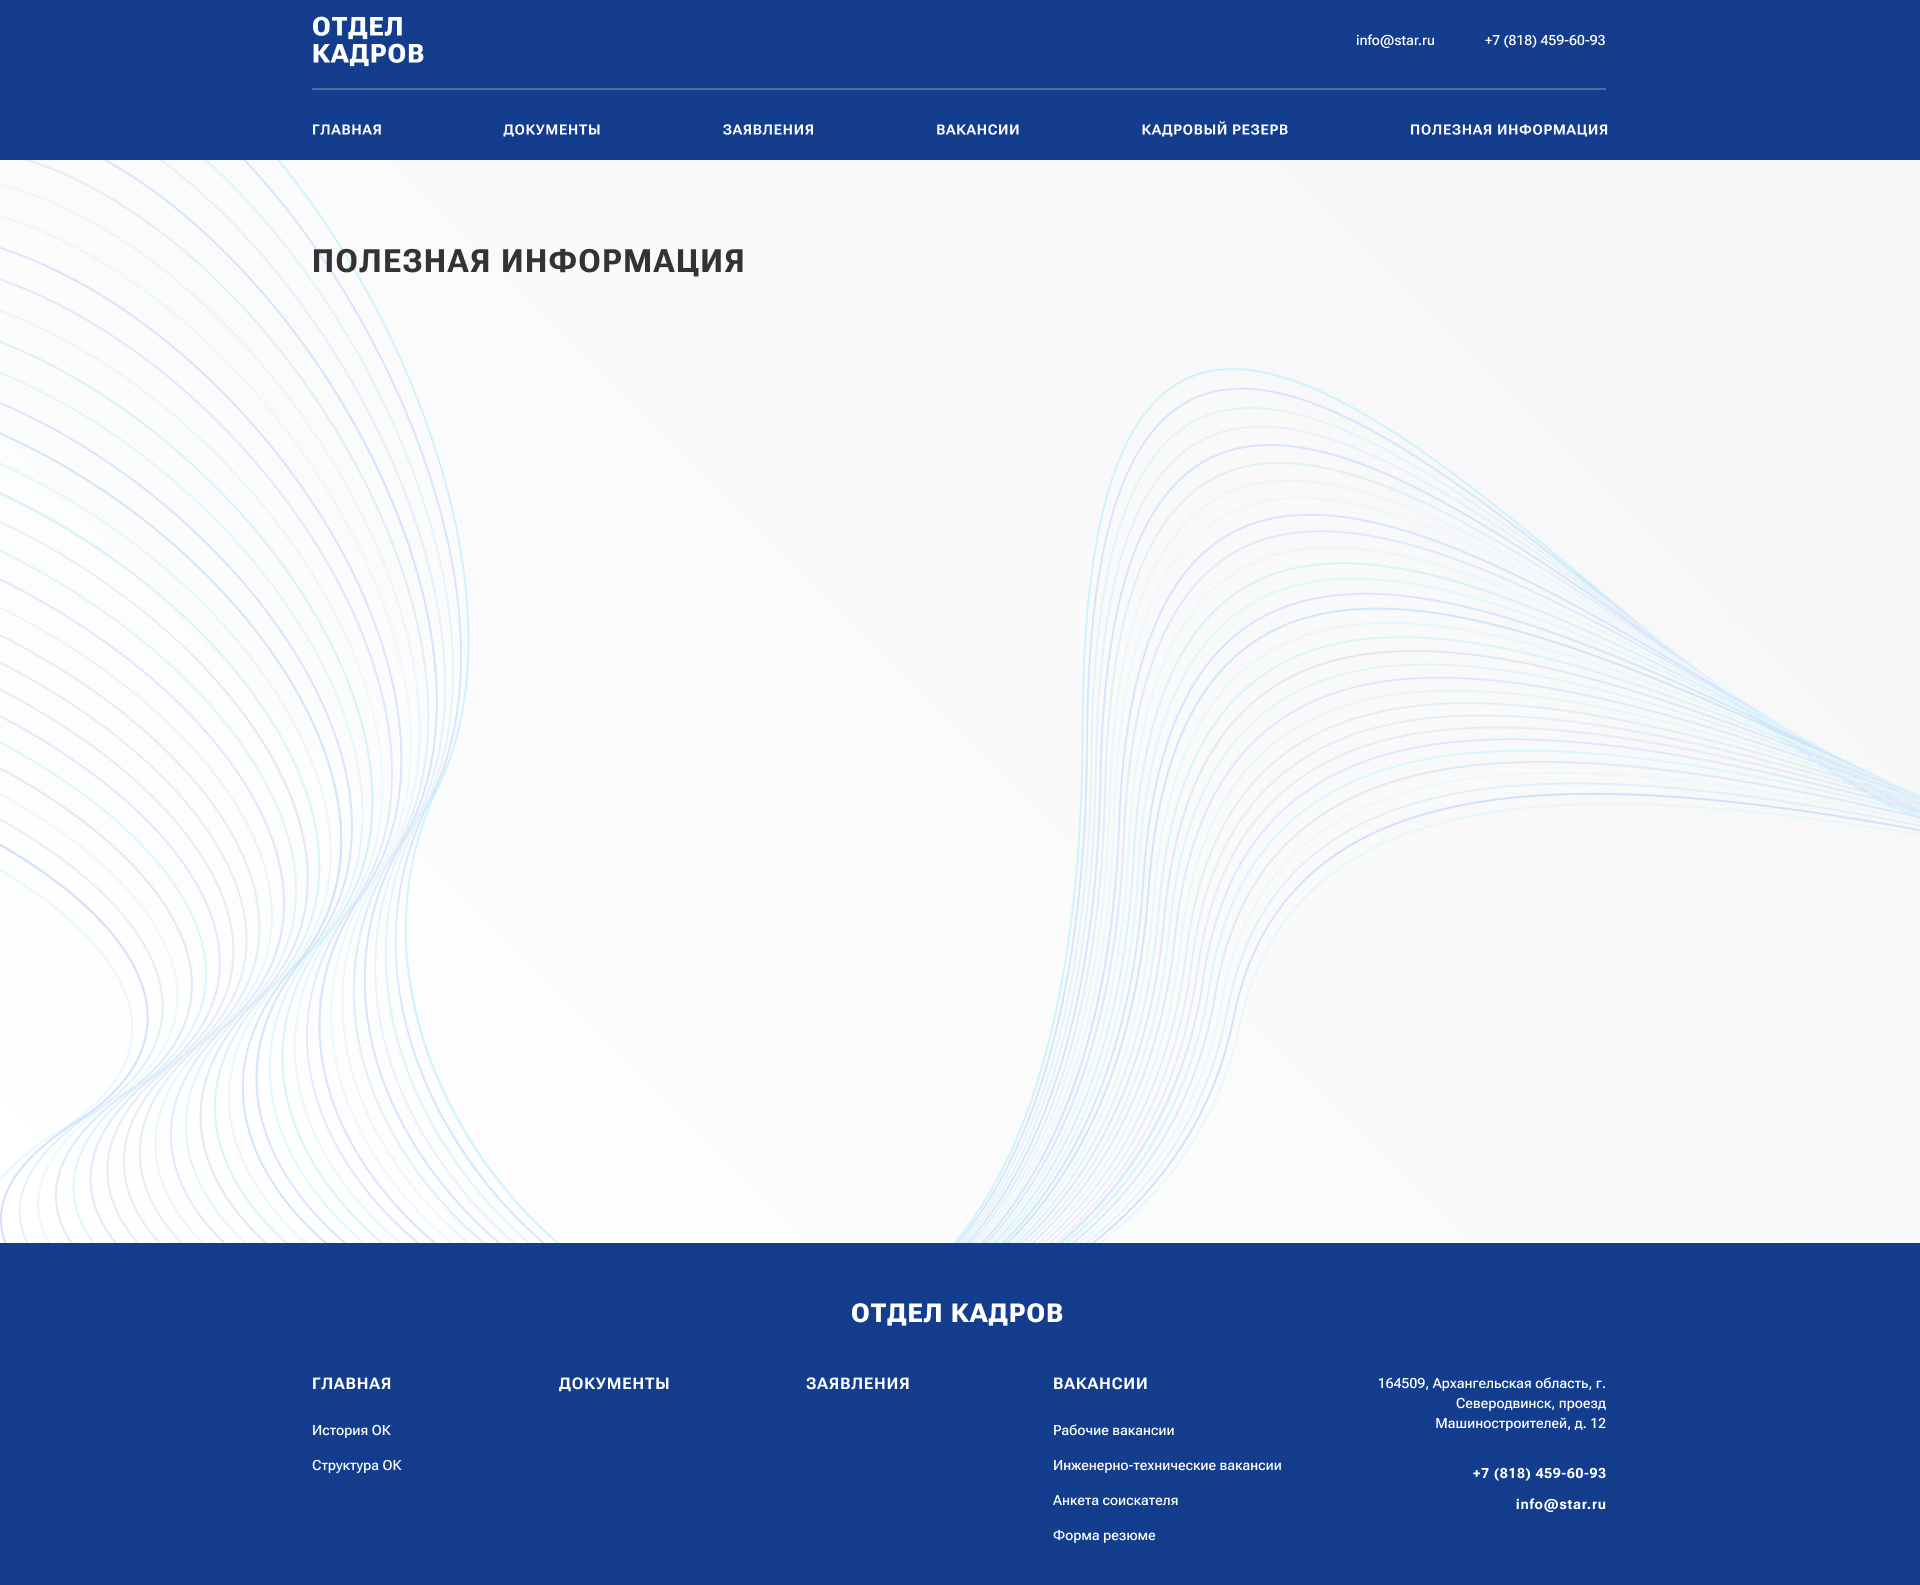 ОТДЕЛ
КАДРОВ
info@star.ru
+7 (818) 459-60-93
ГЛАВНАЯ
ДОКУМЕНТЫ
ЗАЯВЛЕНИЯ
ВАКАНСИИ
КАДРОВЫЙ РЕЗЕРВ
ПОЛЕЗНАЯ ИНФОРМАЦИЯ
ПОЛЕЗНАЯ ИНФОРМАЦИЯ
ОТДЕЛ КАДРОВ
ГЛАВНАЯ
История ОК
Структура ОК
ДОКУМЕНТЫ
ЗАЯВЛЕНИЯ
ВАКАНСИИ
Рабочие вакансии
Инженерно-технические вакансии
Анкета соискателя
Форма резюме
164509, Архангельская область, г.
Северодвинск, проезд
Машиностроителей, д. 12
+7 (818) 459-60-93
info@star.ru